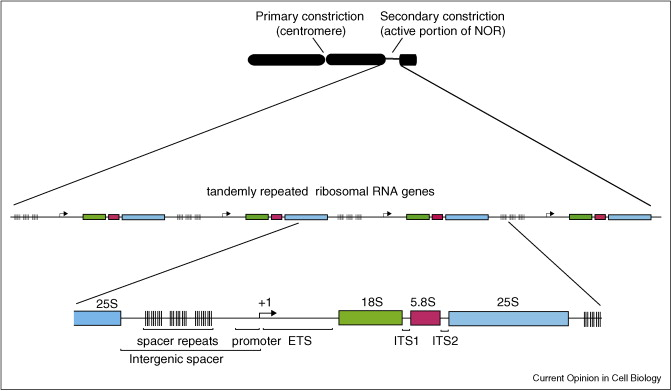 Primary constriction
(centromere)
Secondary constriction
(active portion of NOR)
tandemly repeated ribosomal RNA genes
25S
+1
18S
5.8S
25S
spacer repeats
promoter
ETS
ITS1
ITS2
Intergenic spacer
Current Opinion in Cell Biology